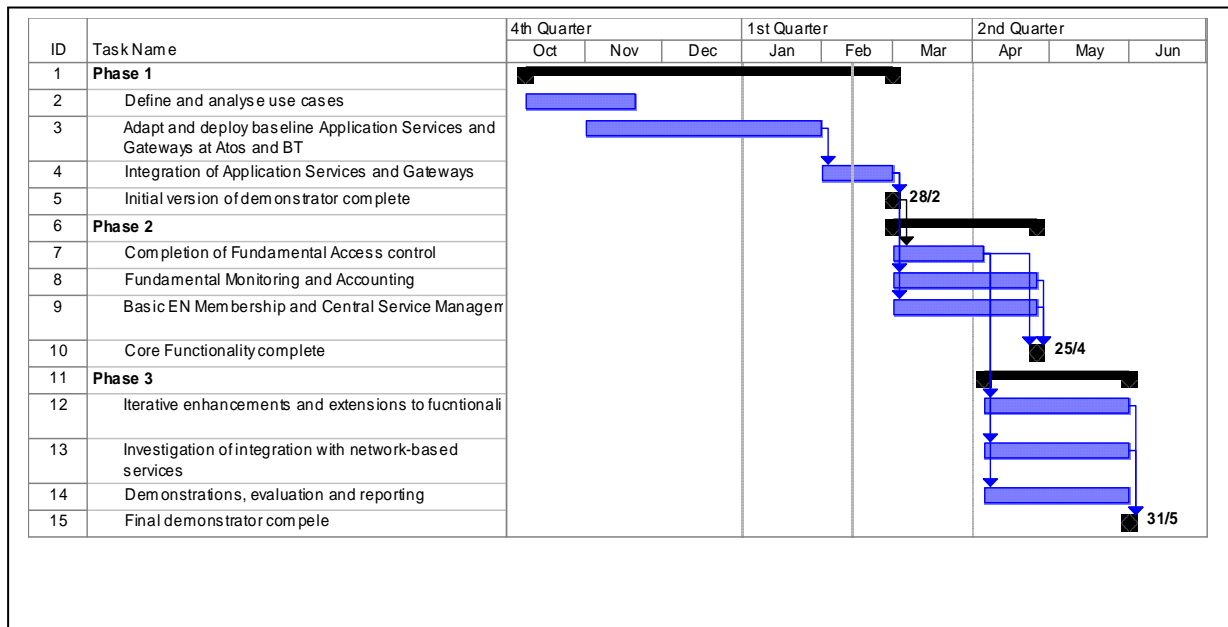 4th Quarter 1st Quarter 2nd Quarter
ID Task Name Oct Nov Dec Jan Feb Mar Apr May Jun
1 Phase 1
2 Define and analyse use cases
3 Adapt and deploy baseline Application Services and
Gateways at Atos and BT
4 Integration of Application Services and Gateways
5 Initial version of demonstrator complete 28/2
6 Phase 2
7 Completion of Fundamental Access control
8 Fundamental Monitoring and Accounting
9 Basic EN Membership and Central Service Managem
10 Core Functionality complete 25/4
11 Phase 3
12 Iterative enhancements and extensions to fucntionali
13 Investigation of integration with network-based
services
14 Demonstrations, evaluation and reporting
15 Final demonstrator compele 31/5